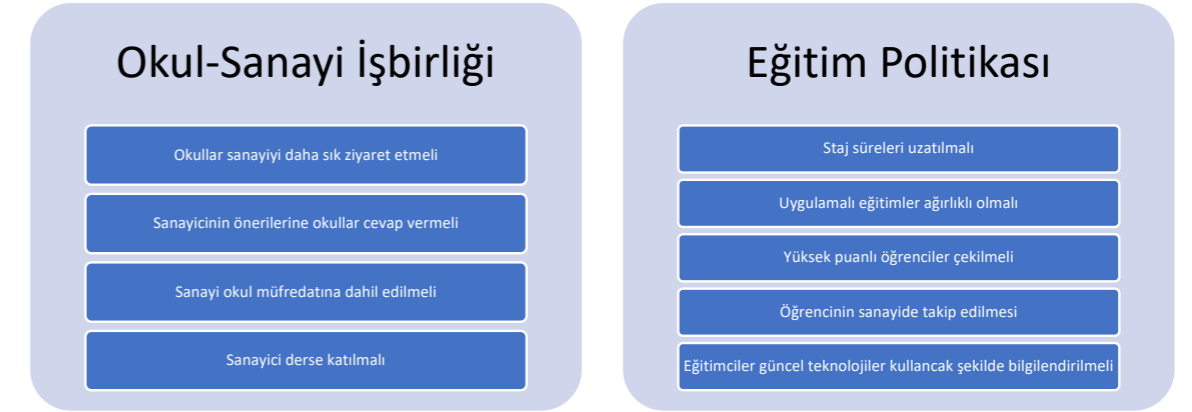 Okul-Sanayi İşbirliği
Okullar sanayiyi daha sık ziyaret etmeli
Sanayicinin önerilerine okullar cevap vermeli
Sanayi okul müfredatına dahil edilmeli
Sanayici derse katılmalı
Eğitim Politikası
Staj süreleri uzatılmalı
Uygulamalı eğitimler ağırlıklı olmalı
Yüksek puanlı öğrenciler çekilmeli
Öğrencinin sanayide takip edilmesi
Eğitimciler güncel teknolojiler kullancak şekilde bilgilendirilmeli